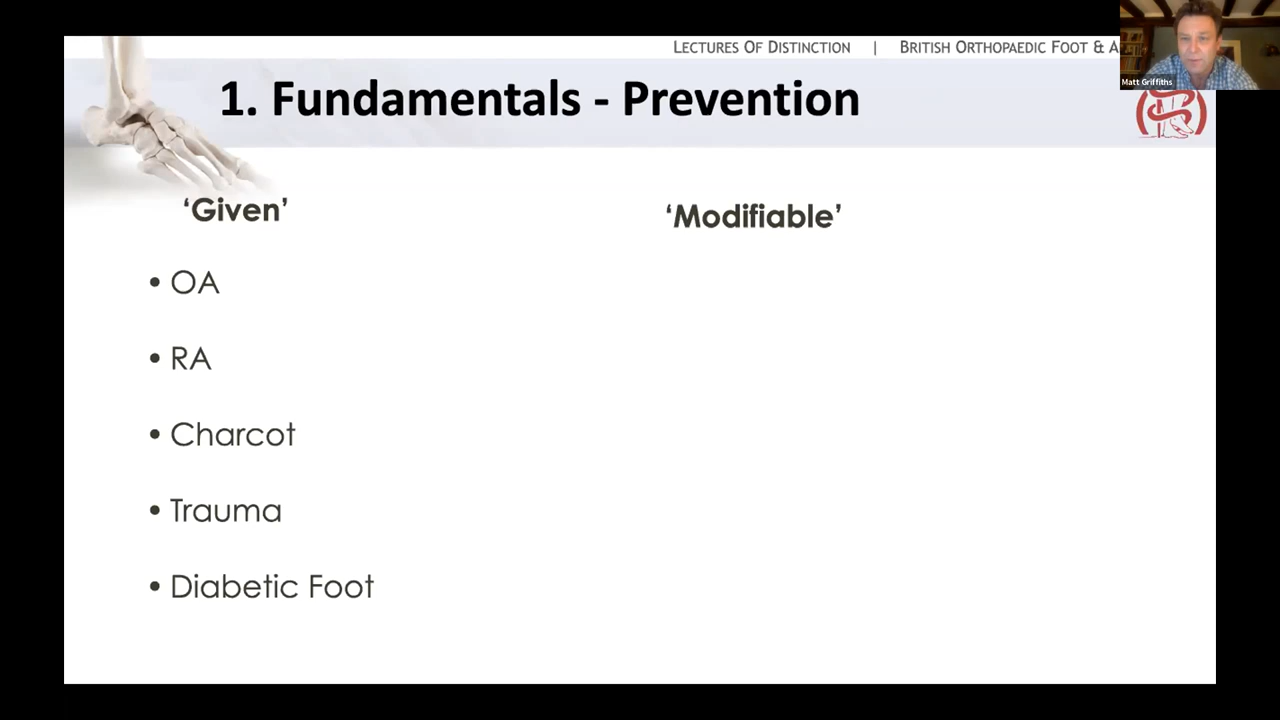 LECTURES OF DISTINCTION | BRITISH ORTHOPAEDIC FOOT & A
Matt Griffiths
1. Fundamentals - Prevention
‘Given’
‘Modifiable’
• OA
• RA
• Charcot
• Trauma
• Diabetic Foot